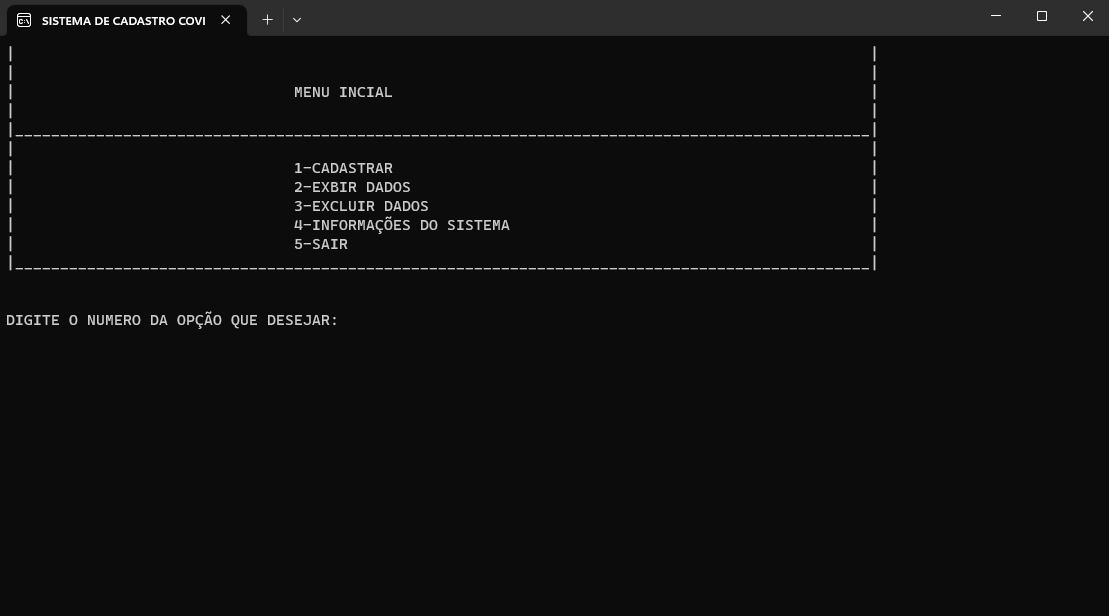 SISTEMA DE CADASTRO COVI
MENU INCIAL
1-CADASTRAR
2-EXBIR DADOS
3-EXCLUIR DADOS
4-INFORMAÇÕES DO SISTEMA
5-SAIR
DIGITE O NUMERO DA OPÇÃO QUE DESEJAR: